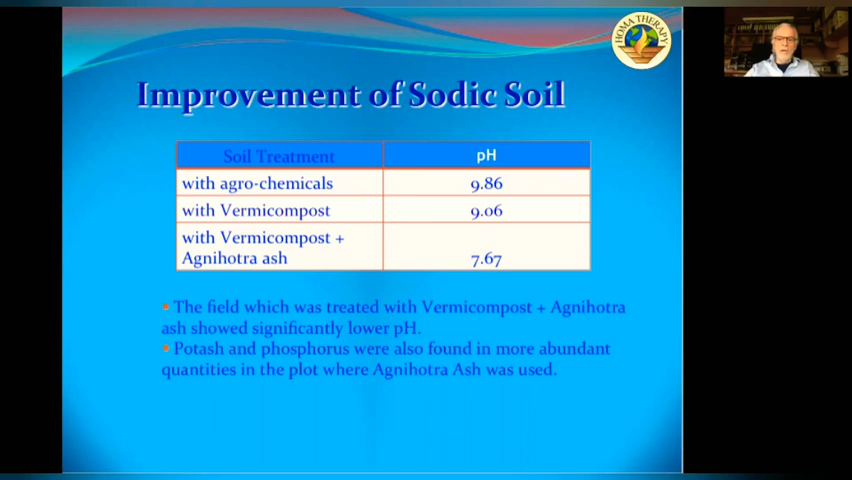 HOMA THERAPY
Improvement of Sodic Soil
Soil Treatment pH
with agro-chemicals 9.86
with Vermicompost 9.06
with Vermicompost +
Agnihotra ash 7.67
The field which was treated with Vermicompost + Agnihotra
ash showed significantly lower pH.
Potash and phosphorus were also found in more abundant
quantities in the plot where Agnihotra Ash was used.